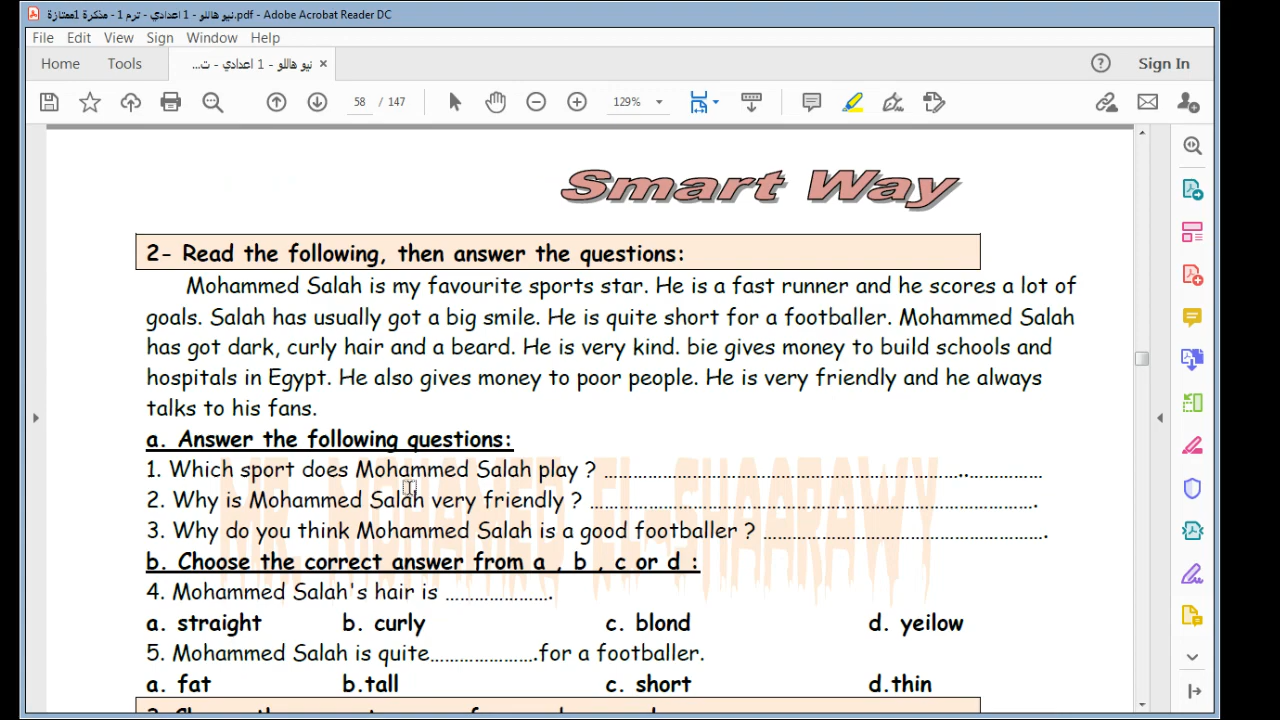 نيو هاللو - 1 اعدادي - ترم 1 - مذكرة 1ممتازة.pdf - Adobe Acrobat Reader DC
File Edit View Sign Window Help
Home Tools نيو هاللو - 1 اعدادي - ت... × ? Sign In
58 / 147 129%
Smart Way
2- Read the following, then answer the questions:
Mohammed Salah is my favourite sports star. He is a fast runner and he scores a lot of
goals. Salah has usually got a big smile. He is quite short for a footballer. Mohammed Salah
has got dark, curly hair and a beard. He is very kind. bie gives money to build schools and
hospitals in Egypt. He also gives money to poor people. He is very friendly and he always
talks to his fans.
a. Answer the following questions:
1. Which sport does Mohammed Salah play ? ................................................................
2. Why is Mohammed Salah very friendly ? ................................................................
3. Why do you think Mohammed Salah is a good footballer ? ........................................
MR. MOHAMED EL-SHAARAWY
b. Choose the correct answer from a , b , c or d :
4. Mohammed Salah's hair is .....................
a. straight b. curly c. blond d. yeilow
5. Mohammed Salah is quite.....................for a footballer.
a. fat b.tall c. short d.thin